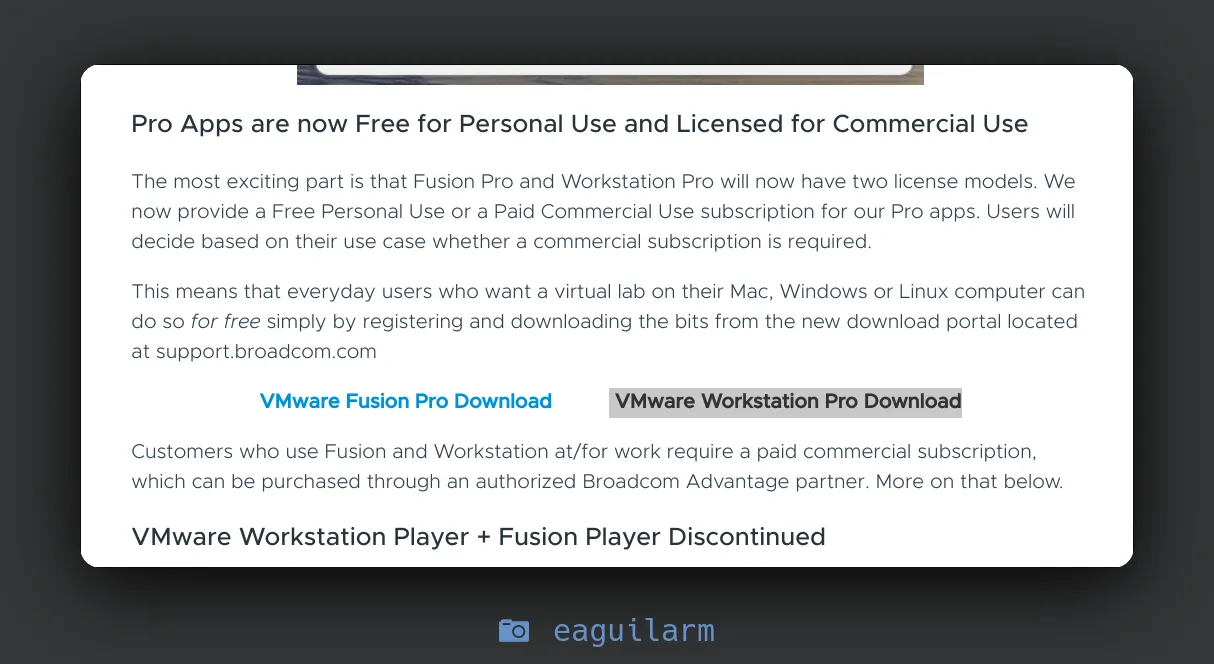 Pro Apps are now Free for Personal Use and Licensed for Commercial Use
The most exciting part is that Fusion Pro and Workstation Pro will now have two license models. We
now provide a Free Personal Use or a Paid Commercial Use subscription for our Pro apps. Users will
decide based on their use case whether a commercial subscription is required.
This means that everyday users who want a virtual lab on their Mac, Windows or Linux computer can
do so for free simply by registering and downloading the bits from the new download portal located
at support.broadcom.com
VMware Fusion Pro Download VMware Workstation Pro Download
Customers who use Fusion and Workstation at/for work require a paid commercial subscription,
which can be purchased through an authorized Broadcom Advantage partner. More on that below.
VMware Workstation Player + Fusion Player Discontinued
eaguilarm